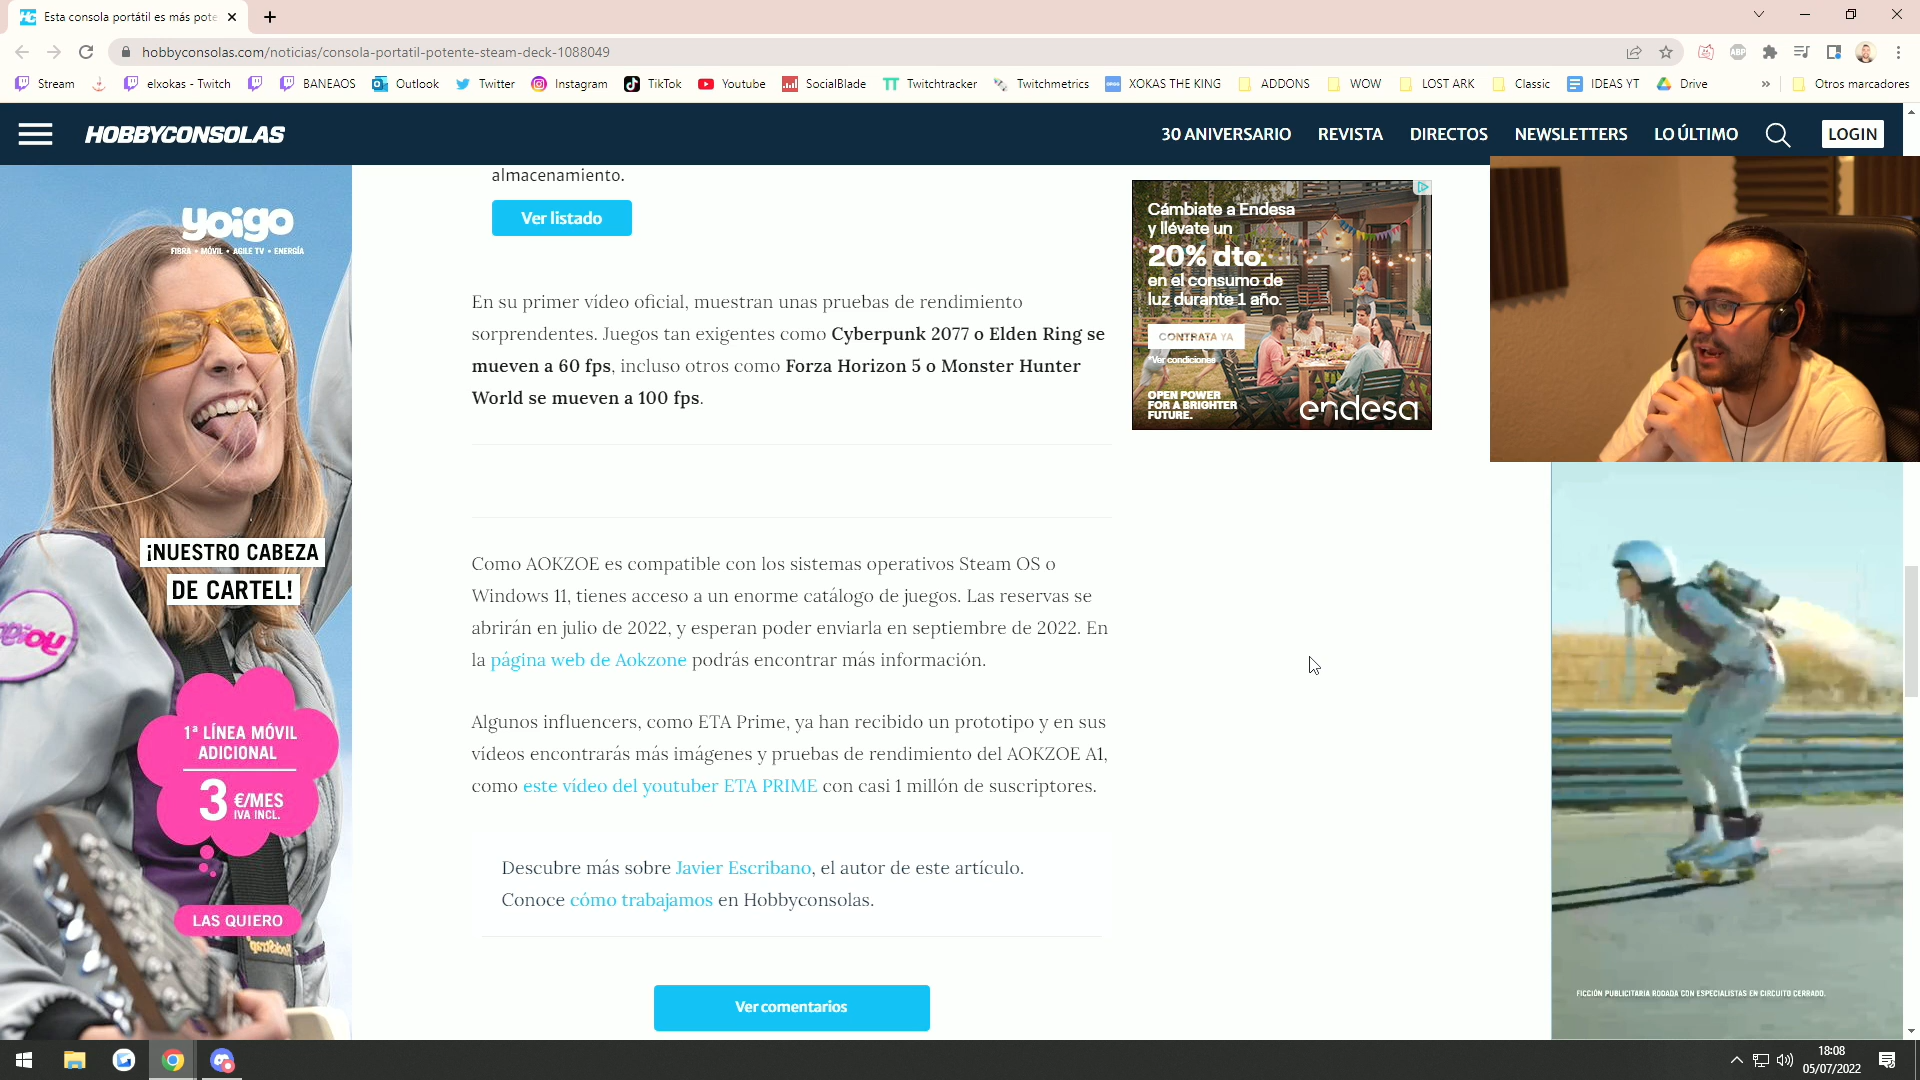 Esta consola portátil es más pote
hobbyconsolas.com/noticias/consola-portatil-potente-steam-deck-1088049
Stream
elxokas - Twitch
BANEAOS
Outlook
Twitter
Instagram
TikTok
Youtube
SocialBlade
Twitchtracker
Twitchmetrics
XOKAS THE KING
ADDONS
WOW
LOST ARK
Classic
IDEAS YT
Drive
»
Otros marcadores
HOBBYCONSOLAS
30 ANIVERSARIO
REVISTA
DIRECTOS
NEWSLETTERS
LO ÚLTIMO
LOGIN
almacenamiento.
Ver listado
En su primer vídeo oficial, muestran unas pruebas de rendimiento
sorprendentes. Juegos tan exigentes como Cyberpunk 2077 o Elden Ring se
mueven a 60 fps, incluso otros como Forza Horizon 5 o Monster Hunter
World se mueven a 100 fps.
Como AOKZOE es compatible con los sistemas operativos Steam OS o
Windows 11, tienes acceso a un enorme catálogo de juegos. Las reservas se
abrirán en julio de 2022, y esperan poder enviarla en septiembre de 2022. En
la página web de Aokzone podrás encontrar más información.
Algunos influencers, como ETA Prime, ya han recibido un prototipo y en sus
vídeos encontrarás más imágenes y pruebas de rendimiento del AOKZOE A1,
como este vídeo del youtuber ETA PRIME con casi 1 millón de suscriptores.
Descubre más sobre Javier Escribano, el autor de este artículo.
Conoce cómo trabajamos en Hobbyconsolas.
Ver comentarios
yoigo
FIBRA • MÓVIL • AGILE TV • ENERGÍA
¡NUESTRO CABEZA
DE CARTEL!
1ª LÍNEA MÓVIL
ADICIONAL
3 €/MES
IVA INCL.
LAS QUIERO
Cámbiate a Endesa
y llévate un
20% dto.
en el consumo de
luz durante 1 año.
CONTRATA YA
*Ver condiciones
OPEN POWER
FOR A BRIGHTER
FUTURE.
endesa
FICCIÓN PUBLICITARIA RODADA CON ESPECIALISTAS EN CIRCUITO CERRADO.
ABP
18:08
05/07/2022